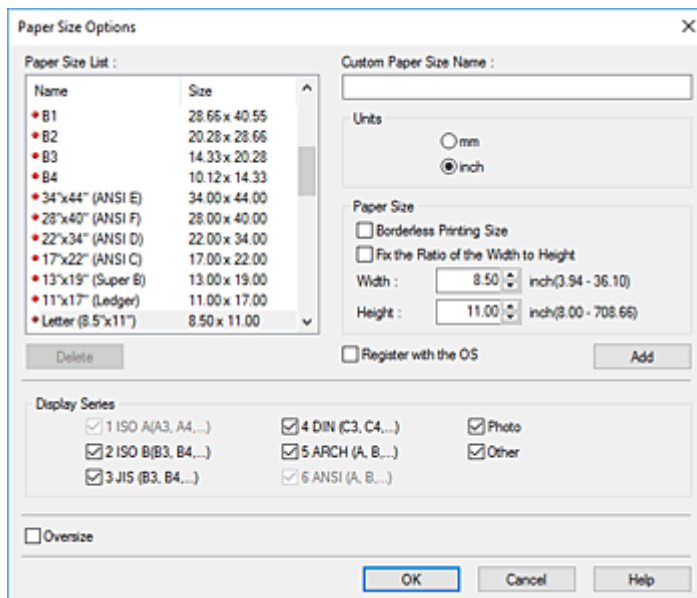 Paper Size Options
Paper Size List :
Name Size
B1 28.66 x 40.55
B2 20.28 x 28.66
B3 14.33 x 20.28
B4 10.12 x 14.33
34"x44" (ANSI E) 34.00 x 44.00
28"x40" (ANSI F) 28.00 x 40.00
22"x34" (ANSI D) 22.00 x 34.00
17"x22" (ANSI C) 17.00 x 22.00
13"x19" (Super B) 13.00 x 19.00
11"x17" (Ledger) 11.00 x 17.00
Letter (8.5"x11") 8.50 x 11.00
Delete
Custom Paper Size Name :
Units
mm
inch
Paper Size
Borderless Printing Size
Fix the Ratio of the Width to Height
Width : 8.50 inch(3.94 - 36.10)
Height : 11.00 inch(8.00 - 708.66)
Register with the OS Add
Display Series
1 ISO A(A3, A4,...) 4 DIN (C3, C4,...) Photo
2 ISO B(B3, B4,...) 5 ARCH (A, B,...) Other
3 JIS (B3, B4,...) 6 ANSI (A, B,...)
Oversize
OK Cancel Help